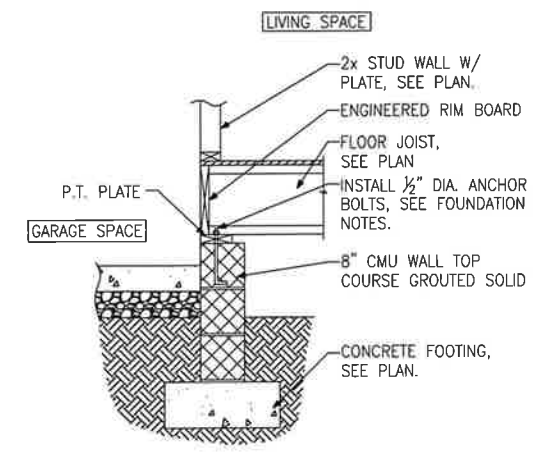 LIVING SPACE
2x STUD WALL W/
PLATE, SEE PLAN.
ENGINEERED RIM BOARD
FLOOR JOIST,
SEE PLAN
P.T. PLATE
INSTALL ½" DIA. ANCHOR
BOLTS, SEE FOUNDATION
NOTES.
GARAGE SPACE
8" CMU WALL TOP
COURSE GROUTED SOLID
CONCRETE FOOTING,
SEE PLAN.